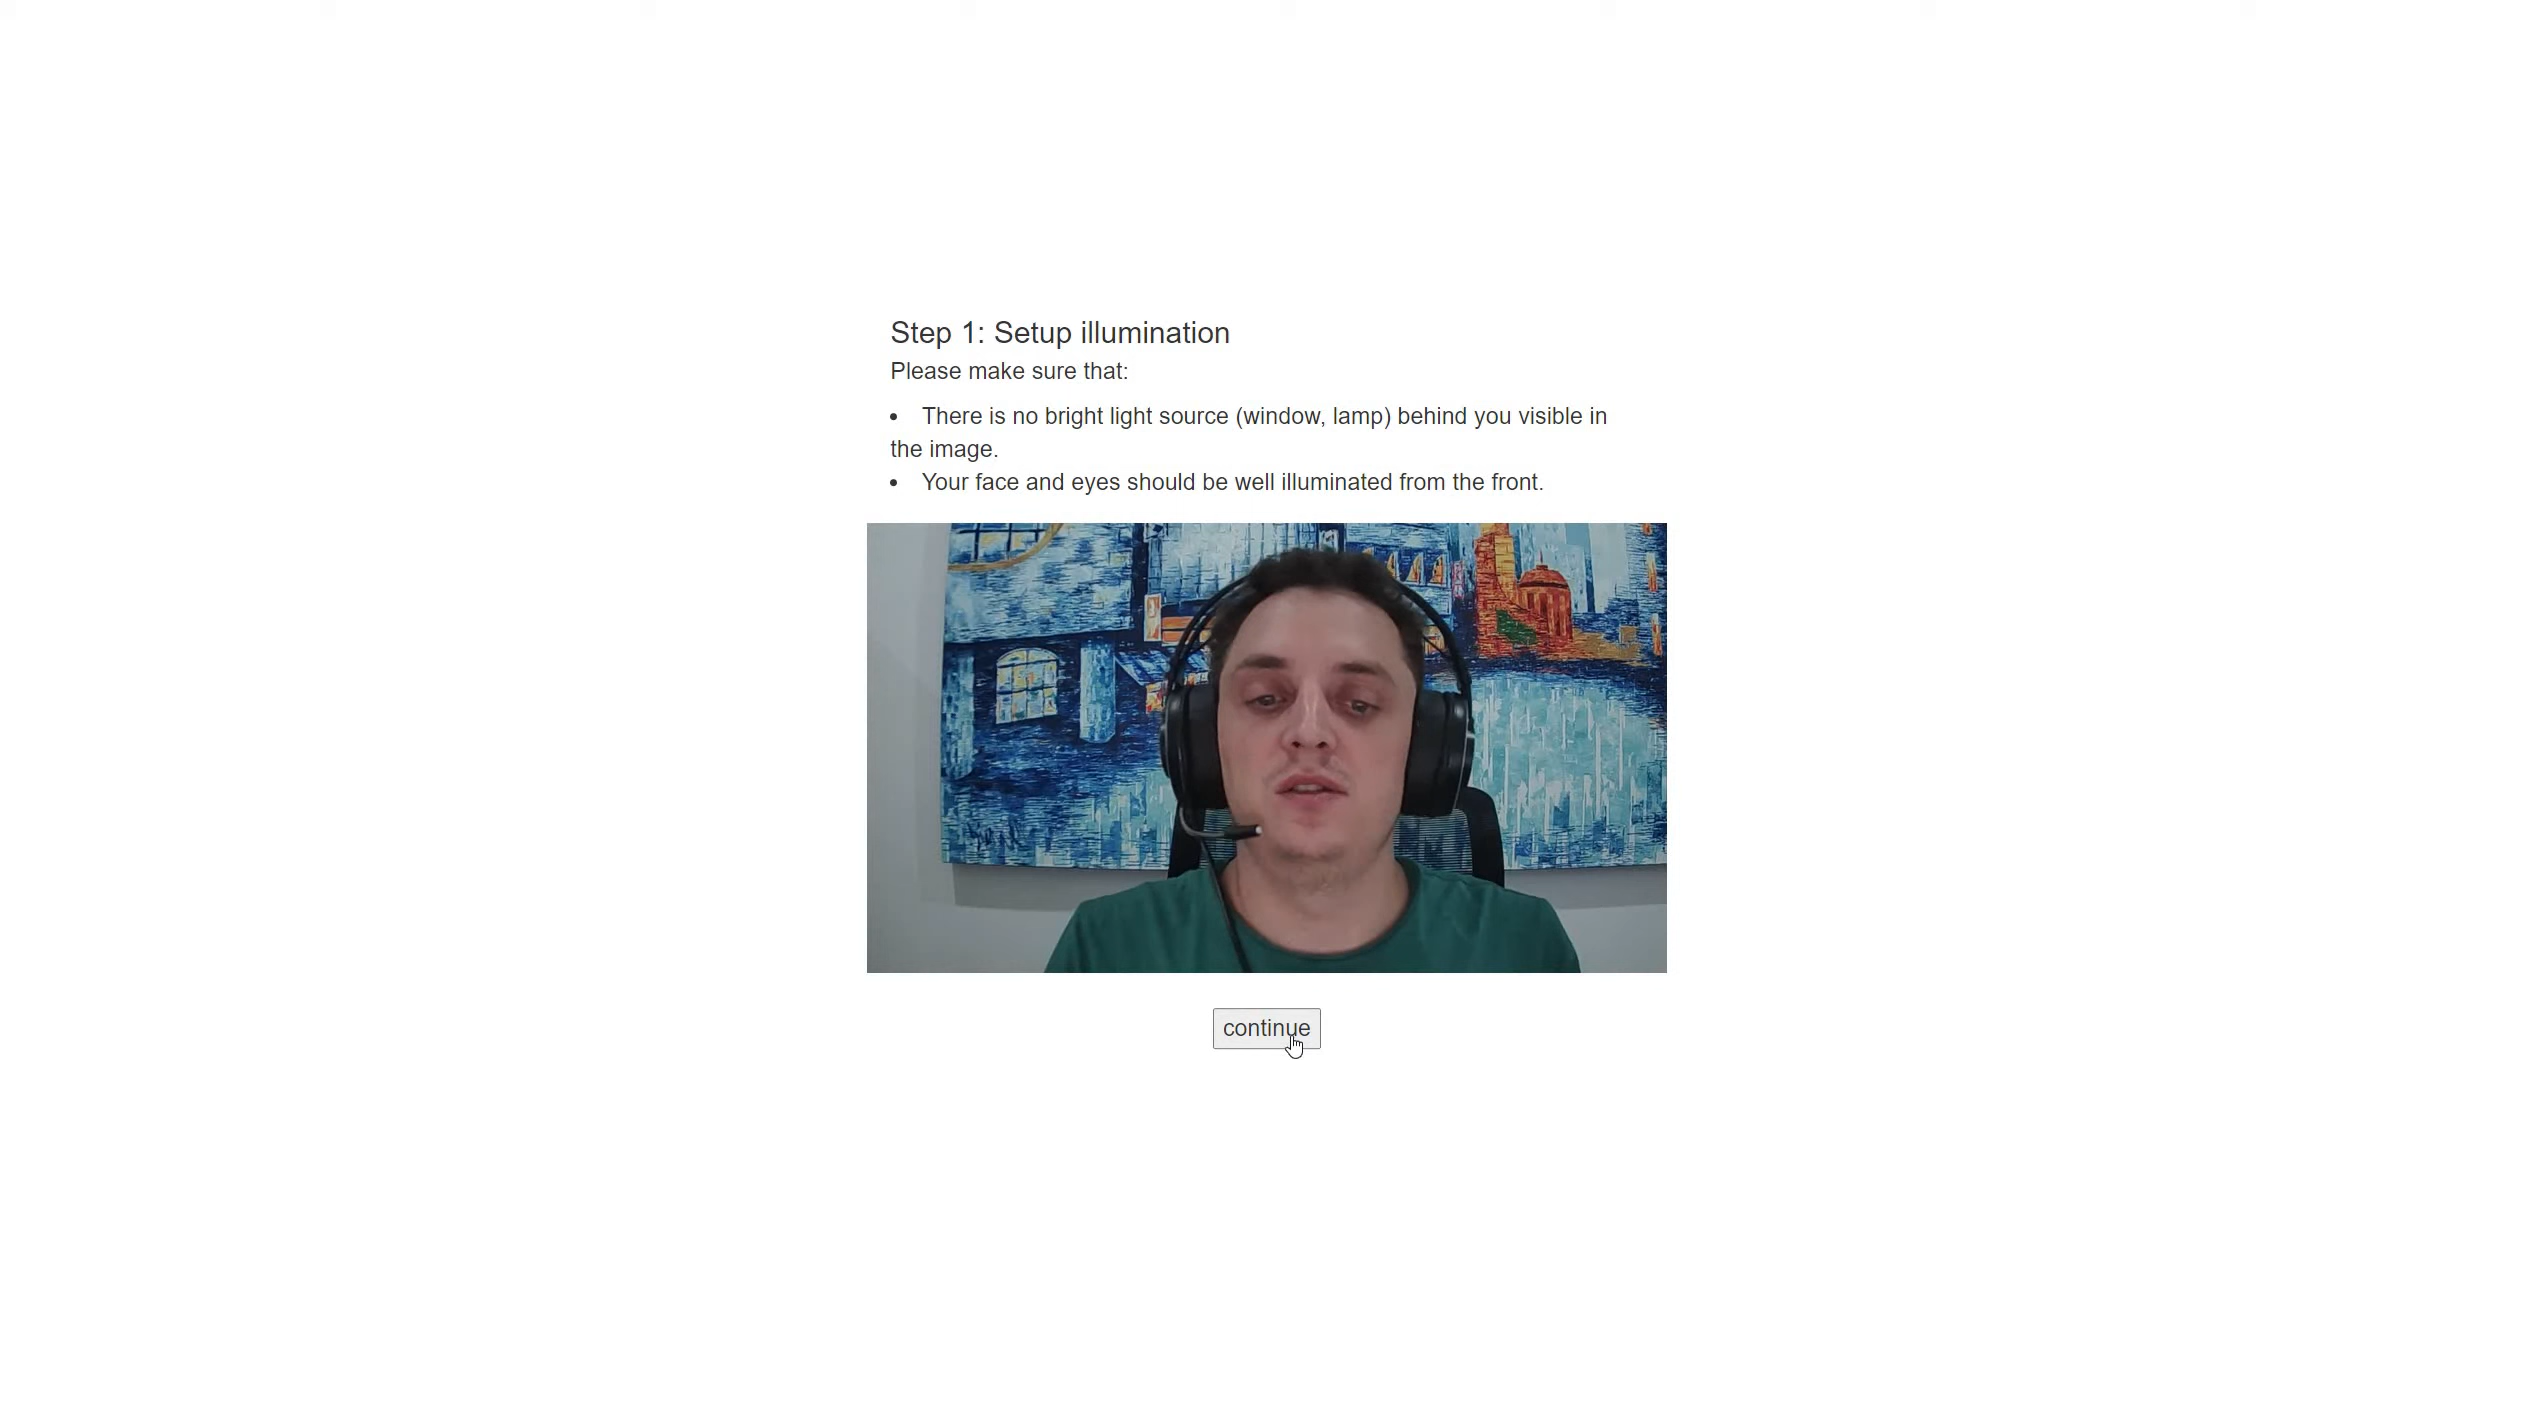 Step 1: Setup illumination
Please make sure that:
• There is no bright light source (window, lamp) behind you visible in
the image.
• Your face and eyes should be well illuminated from the front.
continue